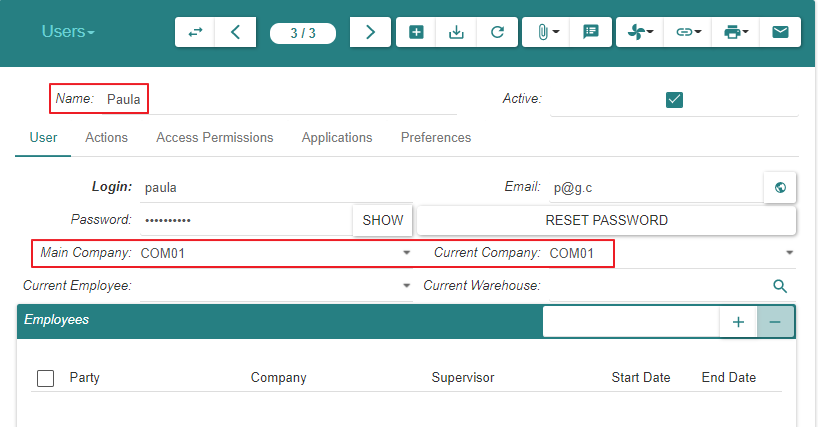 Users
3 / 3
Name: Paula Active:
User Actions Access Permissions Applications Preferences
Login: paula Email: p@g.c
Password: •••••••••• SHOW RESET PASSWORD
Main Company: COM01 Current Company: COM01
Current Employee: Current Warehouse:
Employees
Party Company Supervisor Start Date End Date